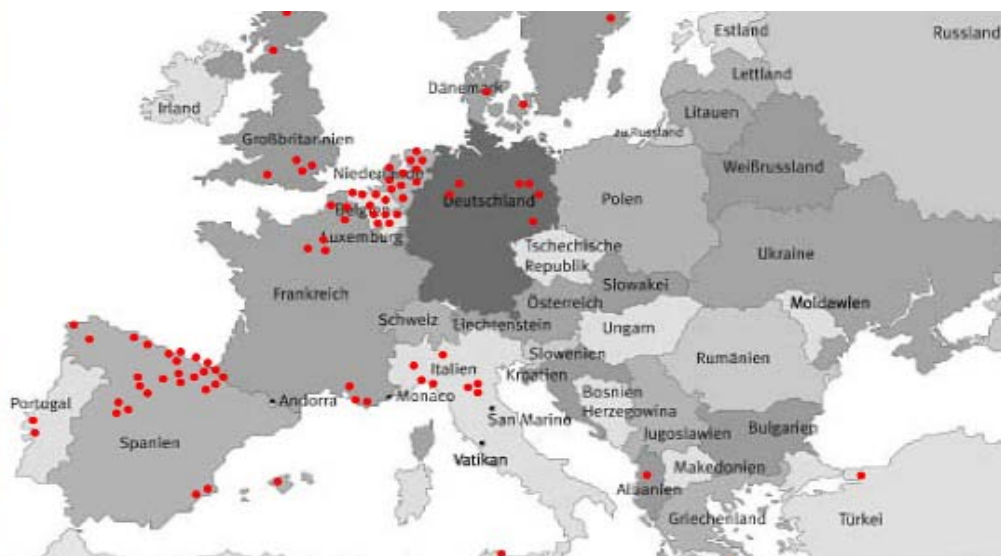 Estland
Russland
Lettland
Dänemark
Irland
Litauen
zu Russland
Großbritannien
Weißrussland
Niederlande
Deutschland
Polen
Belgien
Luxemburg
Tschechische
Republik
Ukraine
Slowakei
Frankreich
Österreich
Moldawien
Schweiz
Liechtenstein
Ungarn
Slowenien
Rumänien
Italien
Kroatien
Bosnien
Herzegowina
Portugal
Andorra
Monaco
San Marino
Jugoslawien
Bulgarien
Spanien
Vatikan
Makedonien
Albanien
Griechenland
Türkei